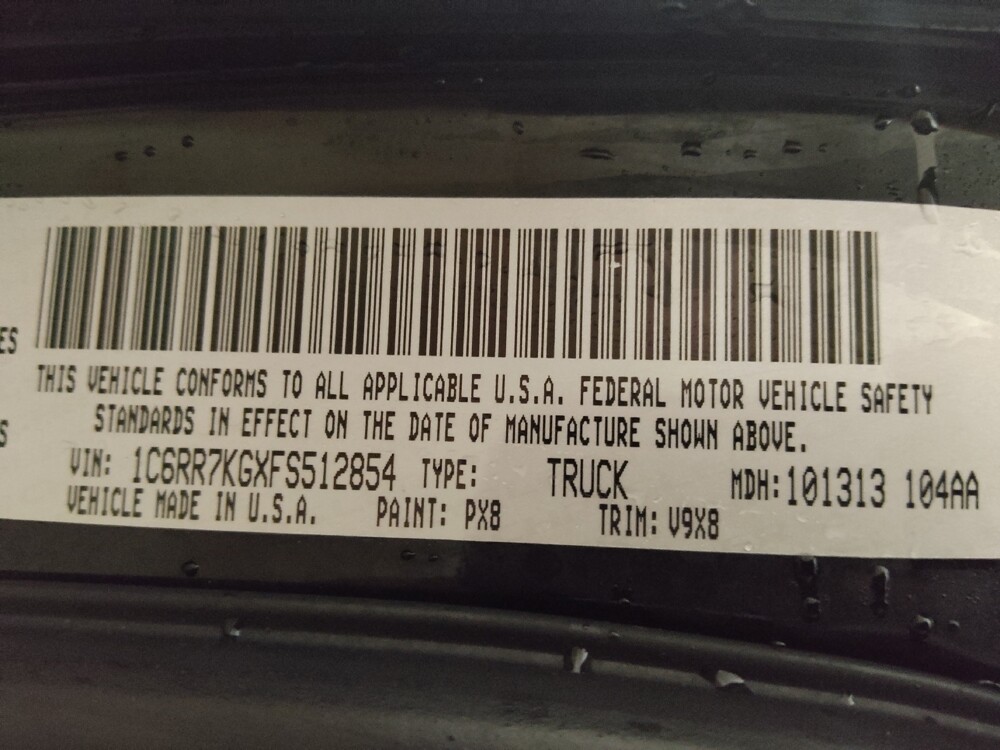 ES
THIS VEHICLE CONFORMS TO ALL APPLICABLE U.S.A. FEDERAL MOTOR VEHICLE SAFETY
S
STANDARDS IN EFFECT ON THE DATE OF MANUFACTURE SHOWN ABOVE.
VIN: 1C6RR7KGXFS512854 TYPE: TRUCK MDH: 101313 104AA
VEHICLE MADE IN U.S.A. PAINT: PX8 TRIM: V9X8